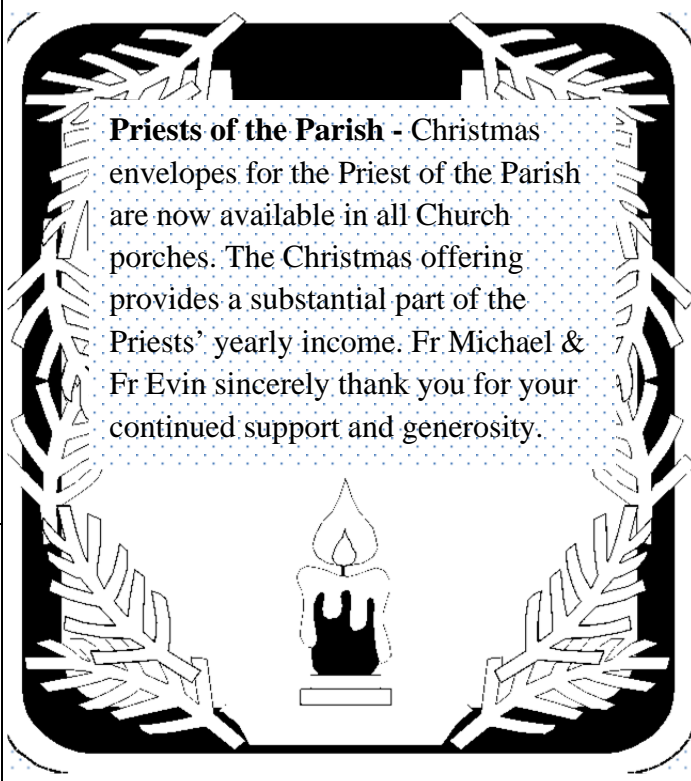 Priests of the Parish - Christmas
envelopes for the Priest of the Parish
are now available in all Church
porches. The Christmas offering
provides a substantial part of the
Priests’ yearly income. Fr Michael &
Fr Evin sincerely thank you for your
continued support and generosity.